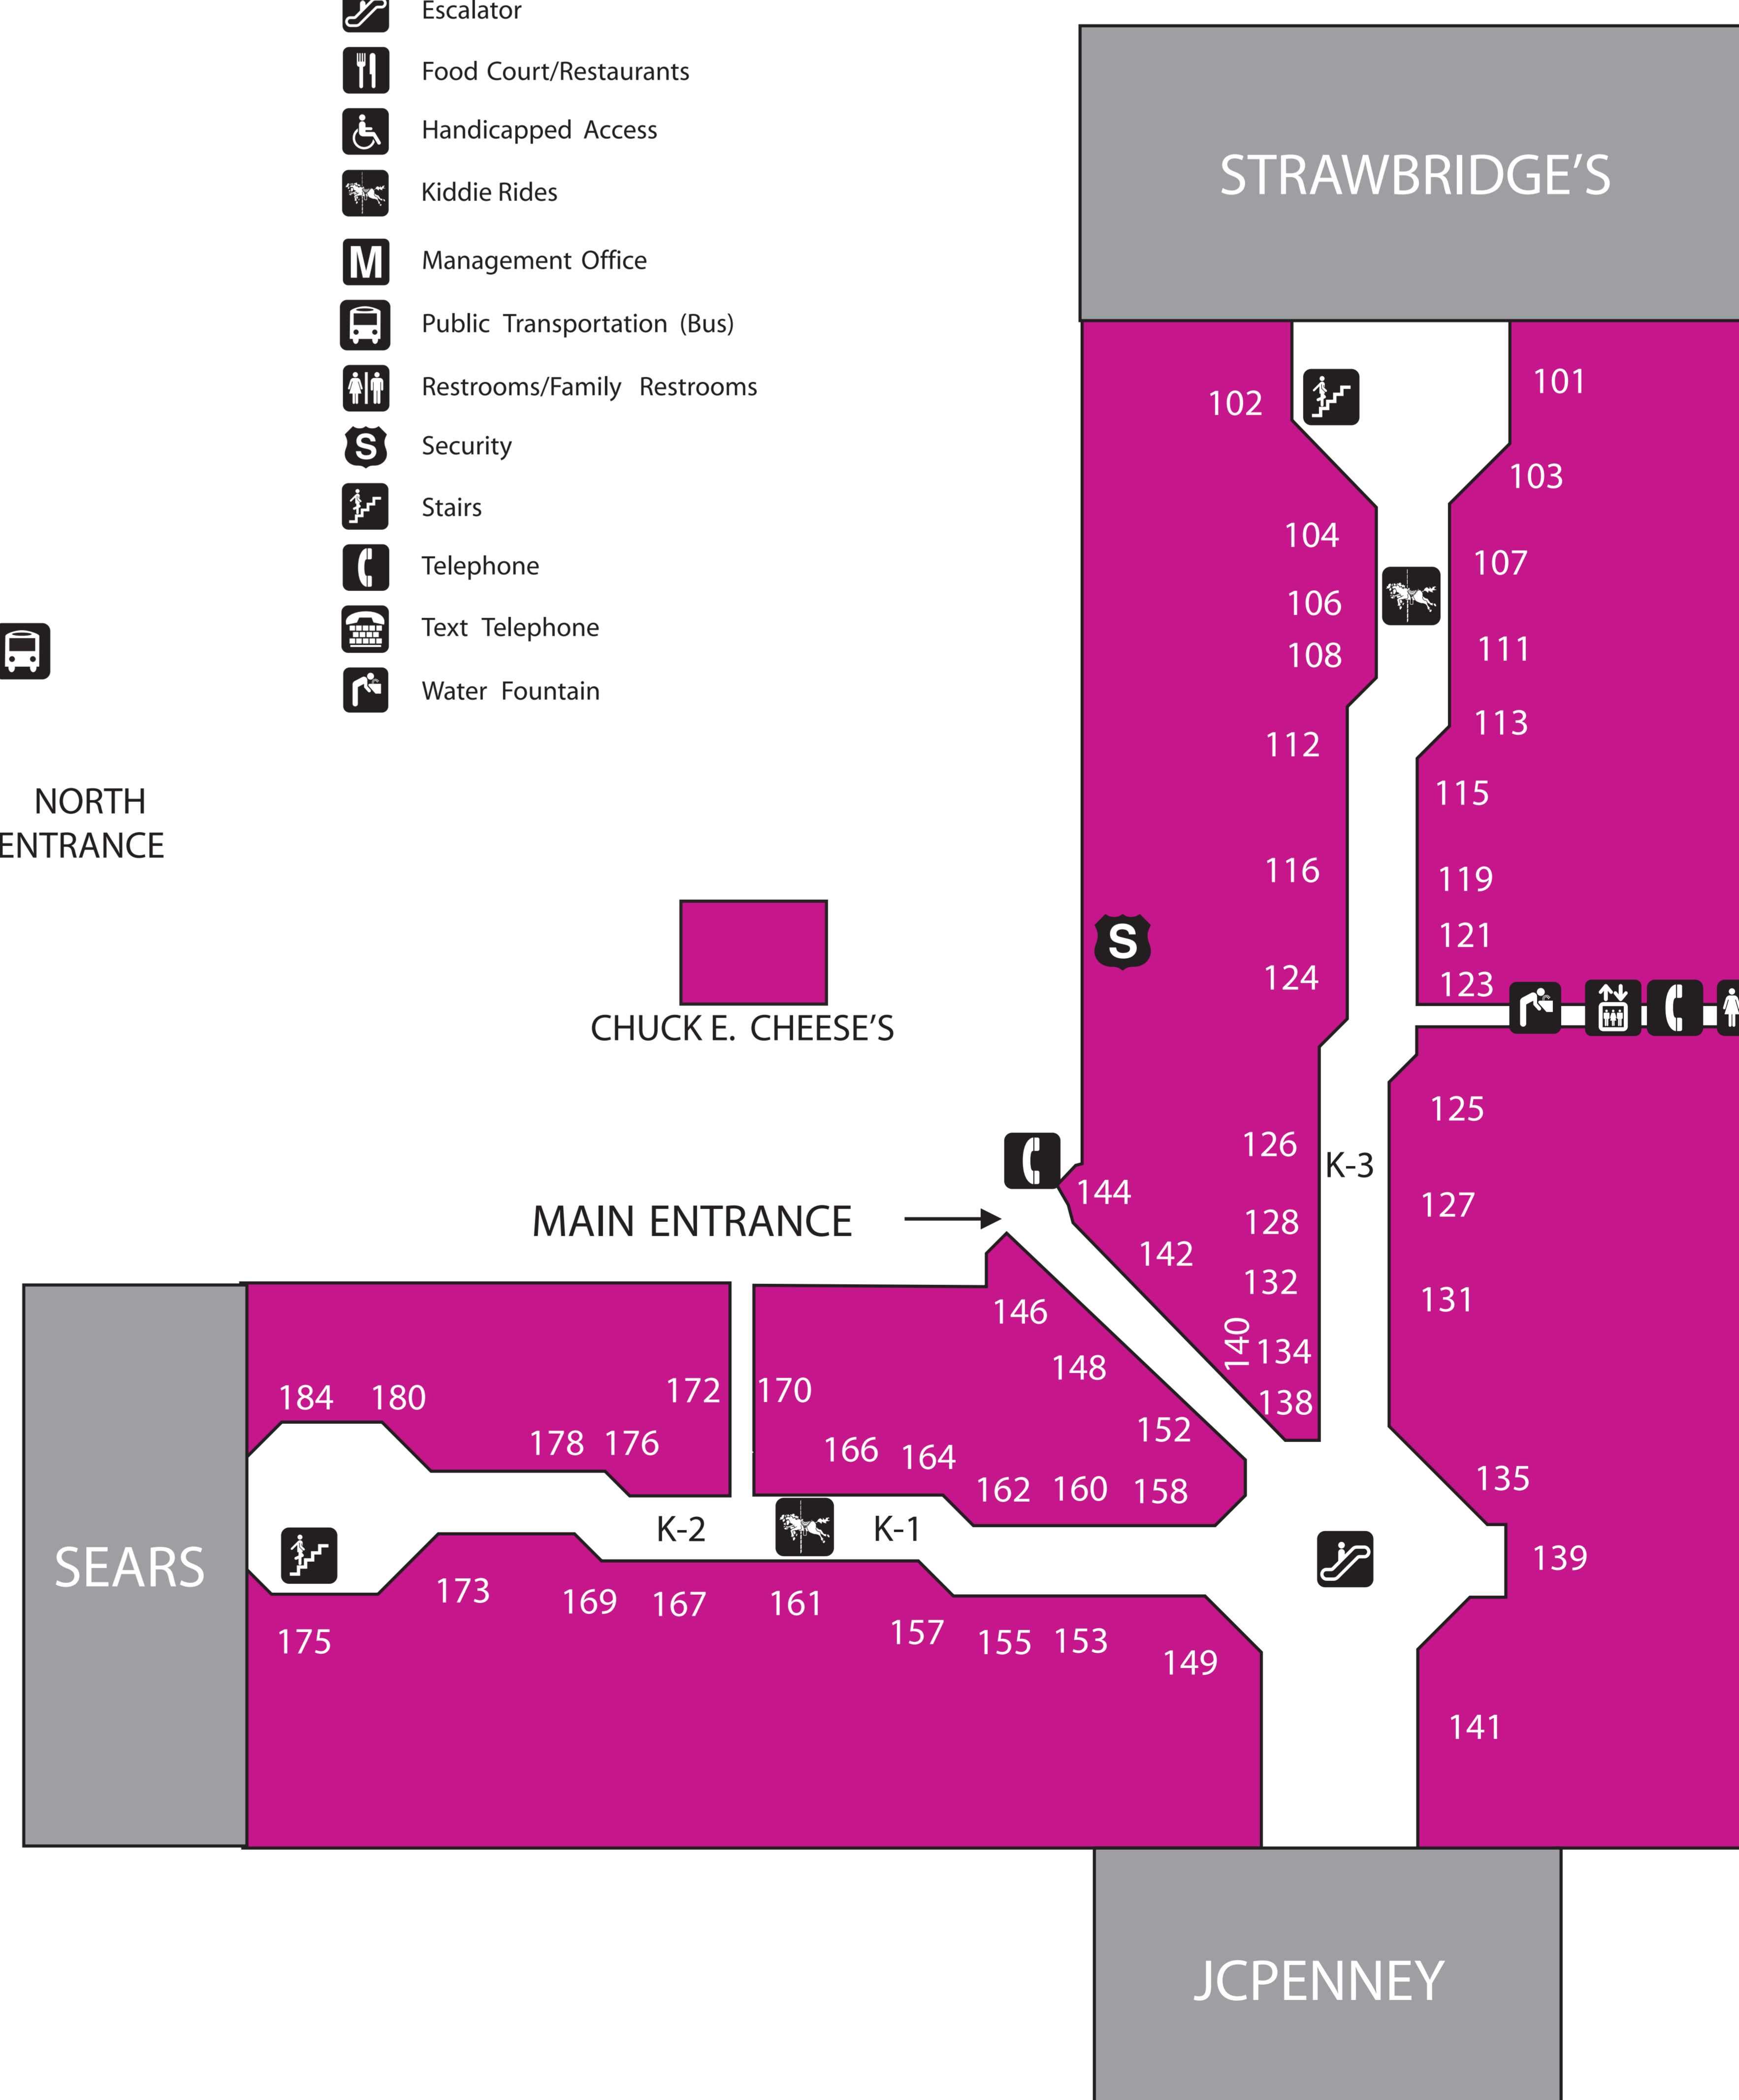 Escalator
Food Court/Restaurants
Handicapped Access
Kiddie Rides
M
Management Office
Public Transportation (Bus)
Restrooms/Family Restrooms
S
Security
Stairs
Telephone
Text Telephone
Water Fountain
STRAWBRIDGE'S
101
102
103
104
107
106
108
111
113
112
115
116
119
121
S
124
123
NORTH
ENTRANCE
CHUCK E. CHEESE'S
125
126
K-3
127
144
MAIN ENTRANCE
128
142
132
131
146
140
134
148
138
172
170
184
180
152
178
176
166
164
162
160
158
135
K-2
K-1
SEARS
139
173
169
167
161
157
155
153
149
175
141
JCPENNEY